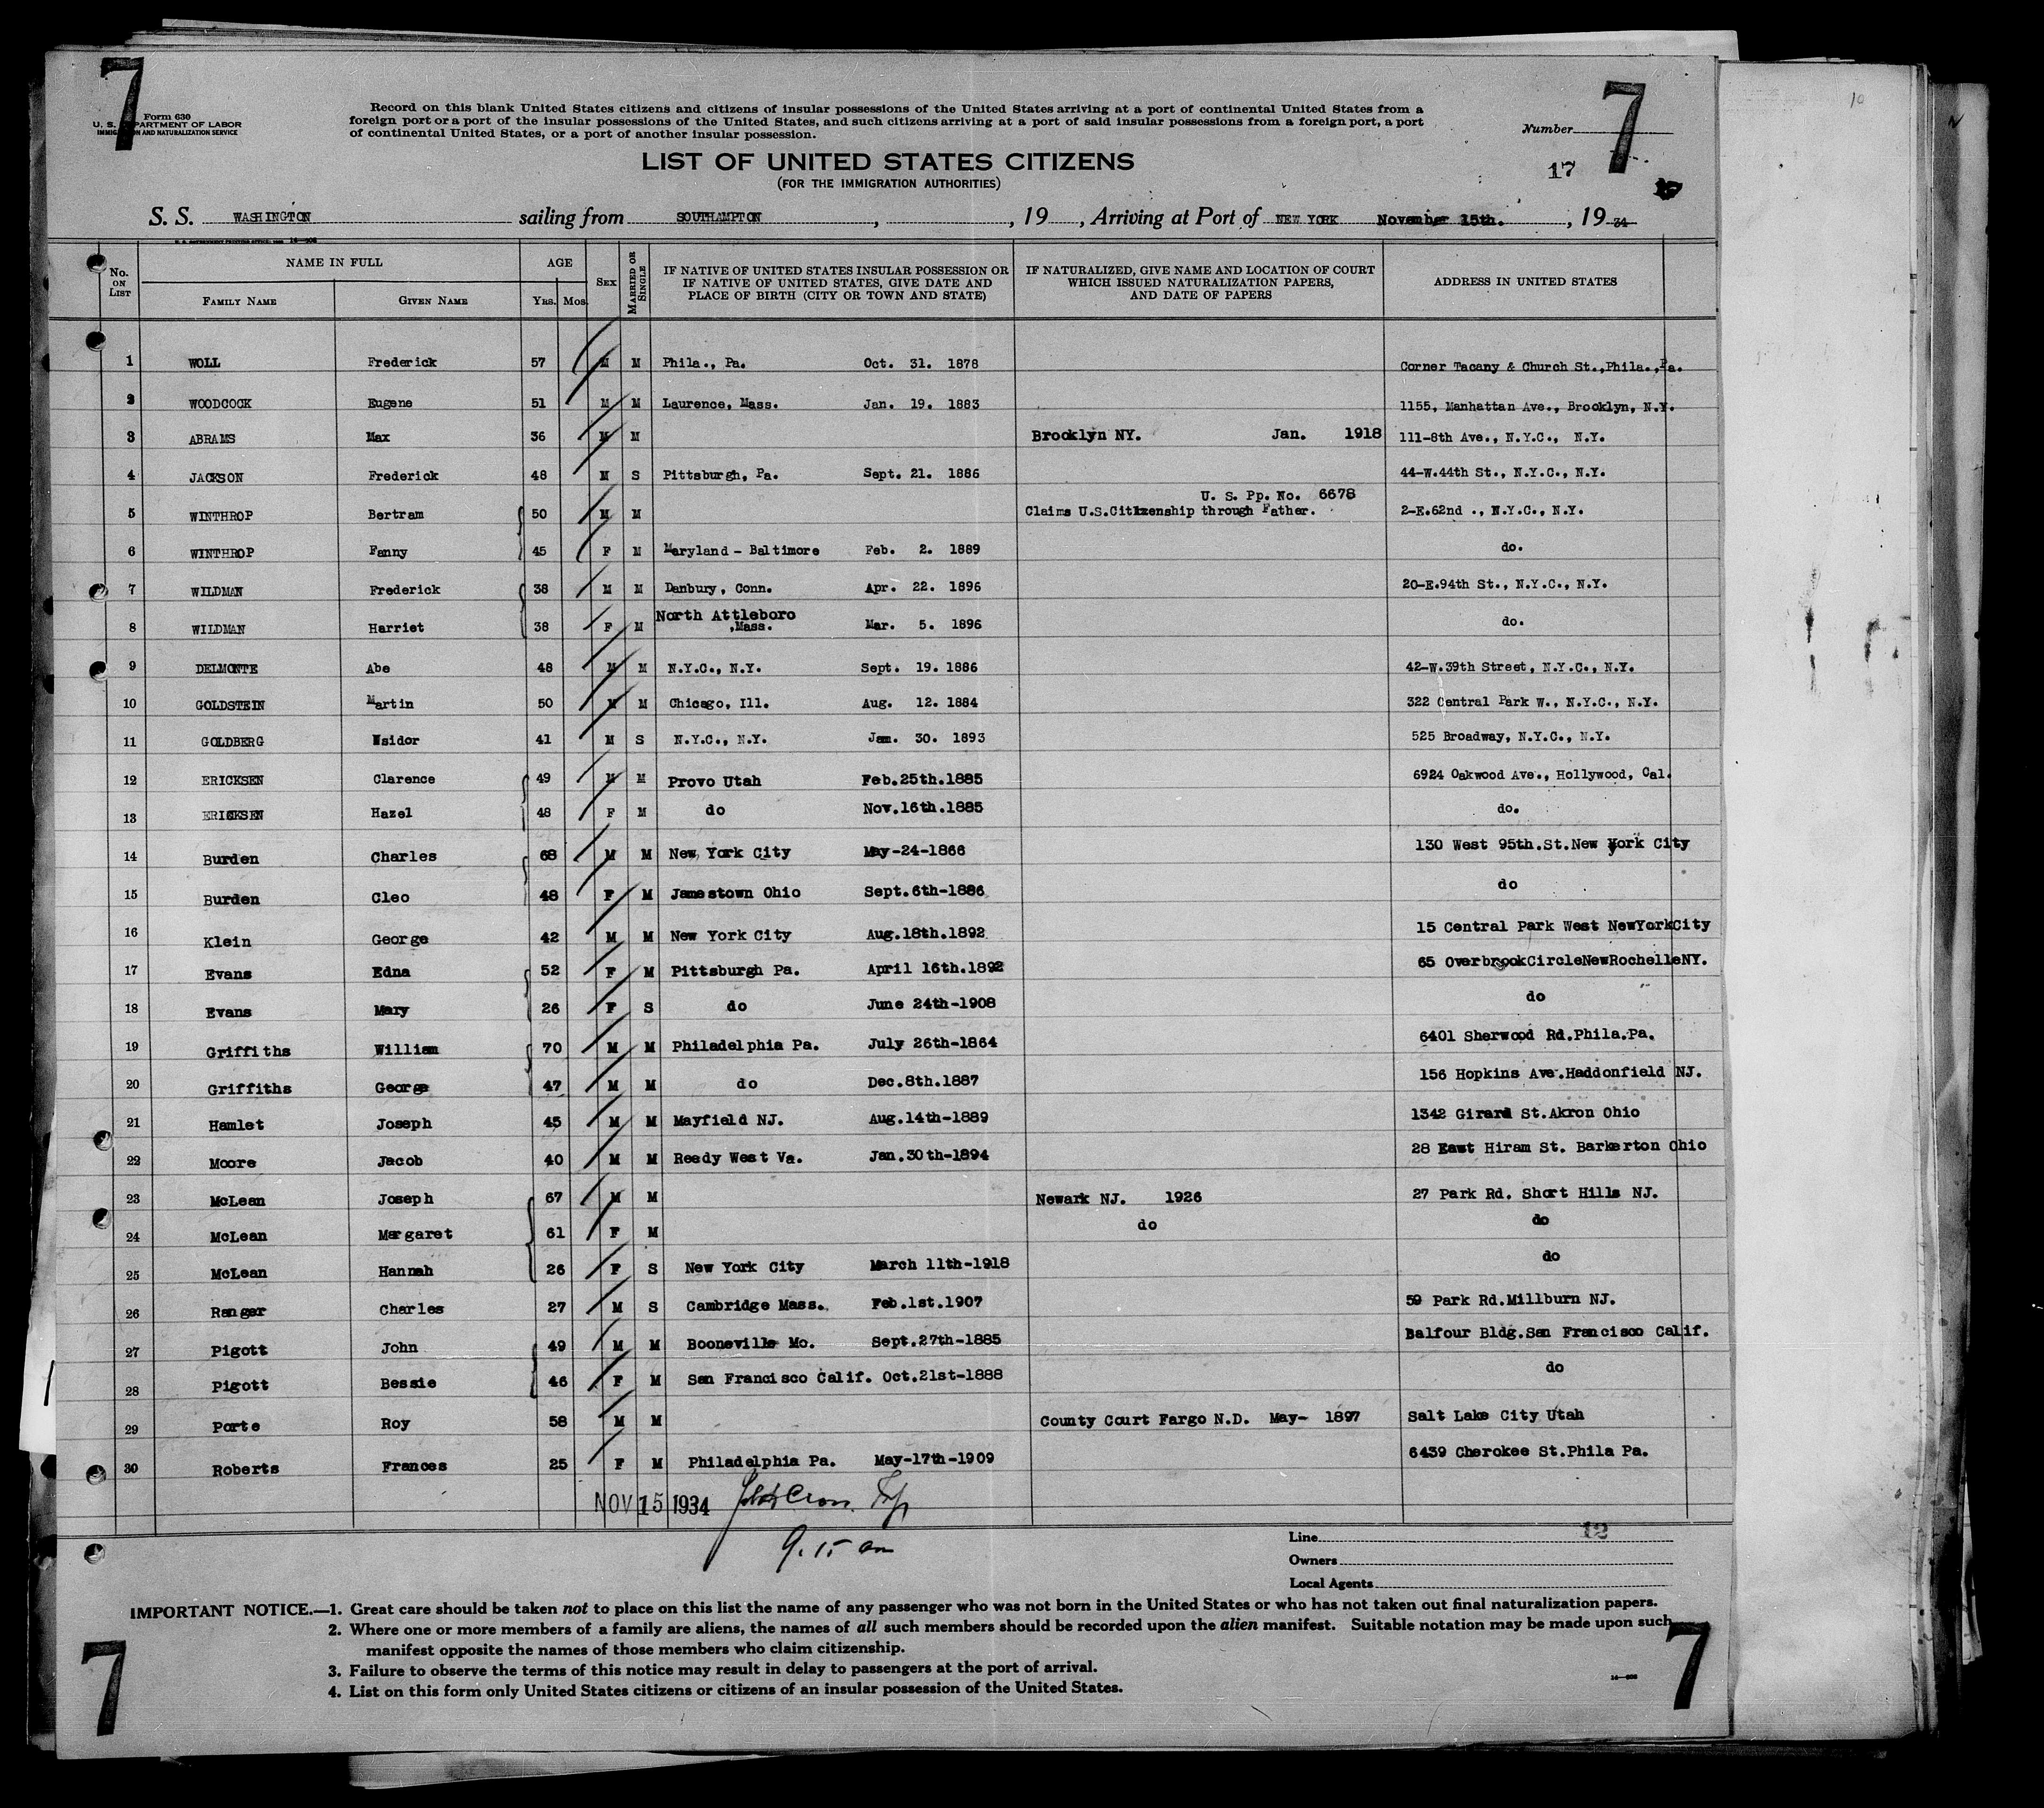 7
7
Form 630
U. S. DEPARTMENT OF LABOR
IMMIGRATION AND NATURALIZATION SERVICE
Record on this blank United States citizens and citizens of insular possessions of the United States arriving at a port of continental United States from a
foreign port or a port of the insular possessions of the United States, and such citizens arriving at a port of said insular possessions from a foreign port, a port
of continental United States, or a port of another insular possession.
Number
17
LIST OF UNITED STATES CITIZENS
(FOR THE IMMIGRATION AUTHORITIES)
S. S. WASHINGTON sailing from SOUTHAMPTON , , 19 , Arriving at Port of NEW YORK November 15th. , 19 34
No. ON LIST NAME IN FULL AGE SEX MARRIED OR SINGLE IF NATIVE OF UNITED STATES INSULAR POSSESSION OR IF NATIVE OF UNITED STATES, GIVE DATE AND PLACE OF BIRTH (CITY OR TOWN AND STATE) IF NATURALIZED, GIVE NAME AND LOCATION OF COURT WHICH ISSUED NATURALIZATION PAPERS, AND DATE OF PAPERS ADDRESS IN UNITED STATES
FAMILY NAME GIVEN NAME YRS. MOS.
1 WOLL Frederick 57 M M Phila., Pa. Oct. 31. 1878 Corner Tacany & Church St.,Phila.,Pa.
2 WOODCOCK Eugene 51 M M Laurence, Mass. Jan. 19. 1883 1155, Manhattan Ave., Brooklyn, N.Y.
3 ABRAMS Max 36 M M Brooklyn NY. Jan. 1918 111-8th Ave., N.Y.C., N.Y.
4 JACKSON Frederick 48 M S Pittsburgh, Pa. Sept. 21. 1886 44-W.44th St., N.Y.C., N.Y.
U. S. Pp. No. 6678
5 WINTHROP Bertram 50 M M Claims U.S.Citizenship through Father. 2-E.62nd ., N.Y.C., N.Y.
6 WINTHROP Fanny 45 F M Maryland - Baltimore Feb. 2. 1889 do.
7 WILDMAN Frederick 38 M M Danbury, Conn. Apr. 22. 1896 20-E.94th St., N.Y.C., N.Y.
8 WILDMAN Harriet 38 F M North Attleboro ,Mass. Mar. 5. 1896 do.
9 DELMONTE Abe 48 M M N.Y.C., N.Y. Sept. 19. 1886 42-W.39th Street, N.Y.C., N.Y.
10 GOLDSTEIN Martin 50 M M Chicago, Ill. Aug. 12. 1884 322 Central Park W., N.Y.C., N.Y.
11 GOLDBERG Isidor 41 M S N.Y.C., N.Y. Jan. 30. 1893 525 Broadway, N.Y.C., N.Y.
12 ERICKSEN Clarence 49 M M Provo Utah Feb.25th.1885 6924 Oakwood Ave., Hollywood, Cal.
13 ERICKSEN Hazel 48 F M do Nov.16th.1885 do.
14 Burden Charles 68 M M New York City May-24-1866 130 West 95th.St.New York City
15 Burden Cleo 48 F M Jamestown Ohio Sept.6th-1886 do
16 Klein George 42 M M New York City Aug.18th.1892 15 Central Park West NewYorkCity
17 Evans Edna 52 F M Pittsburgh Pa. April 16th.1892 65 OverbrookCircleNewRochelleNY.
18 Evans Mary 26 F S do June 24th-1908 do
19 Griffiths William 70 M M Philadelphia Pa. July 26th-1864 6401 Sherwood Rd.Phila.Pa.
20 Griffiths George 47 M M do Dec.8th.1887 156 Hopkins Ave.Haddonfield NJ.
21 Hamlet Joseph 45 M M Mayfield NJ. Aug.14th-1889 1342 Girard St.Akron Ohio
22 Moore Jacob 40 M M Reedy West Va. Jan.30th-1894 28 East Hiram St. Barkerton Ohio
23 McLean Joseph 67 M M Newark NJ. 1926 27 Park Rd. Short Hills NJ.
24 McLean Margaret 61 F M do do
25 McLean Hannah 26 F S New York City March 11th-1918 do
26 Ranger Charles 27 M S Cambridge Mass. Feb.1st.1907 59 Park Rd.Millburn NJ.
27 Pigott John 49 M M Booneville Mo. Sept.27th-1885 Balfour Bldg.San Francisco Calif.
28 Pigott Bessie 46 F M San Francisco Calif. Oct.21st-1888 do
29 Porte Roy 58 M M County Court Fargo N.D. May- 1897 Salt Lake City Utah
30 Roberts Frances 25 F M Philadelphia Pa. May-17th-1909 6439 Cherokee St.Phila Pa.
NOV 15 1934
9.15 am
12
Line
Owners
Local Agents
IMPORTANT NOTICE.—1. Great care should be taken not to place on this list the name of any passenger who was not born in the United States or who has not taken out final naturalization papers.
2. Where one or more members of a family are aliens, the names of all such members should be recorded upon the alien manifest. Suitable notation may be made upon such
manifest opposite the names of those members who claim citizenship.
3. Failure to observe the terms of this notice may result in delay to passengers at the port of arrival.
4. List on this form only United States citizens or citizens of an insular possession of the United States.
7
7
10